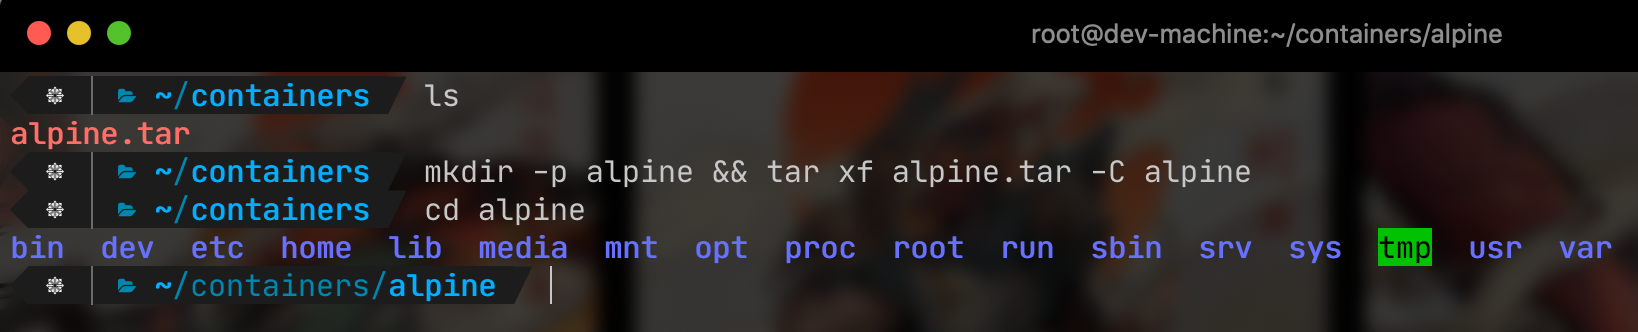 root@dev-machine:~/containers/alpine
~/containers ls
alpine.tar
~/containers mkdir -p alpine && tar xf alpine.tar -C alpine
~/containers cd alpine
bin dev etc home lib media mnt opt proc root run sbin srv sys tmp usr var
~/containers/alpine